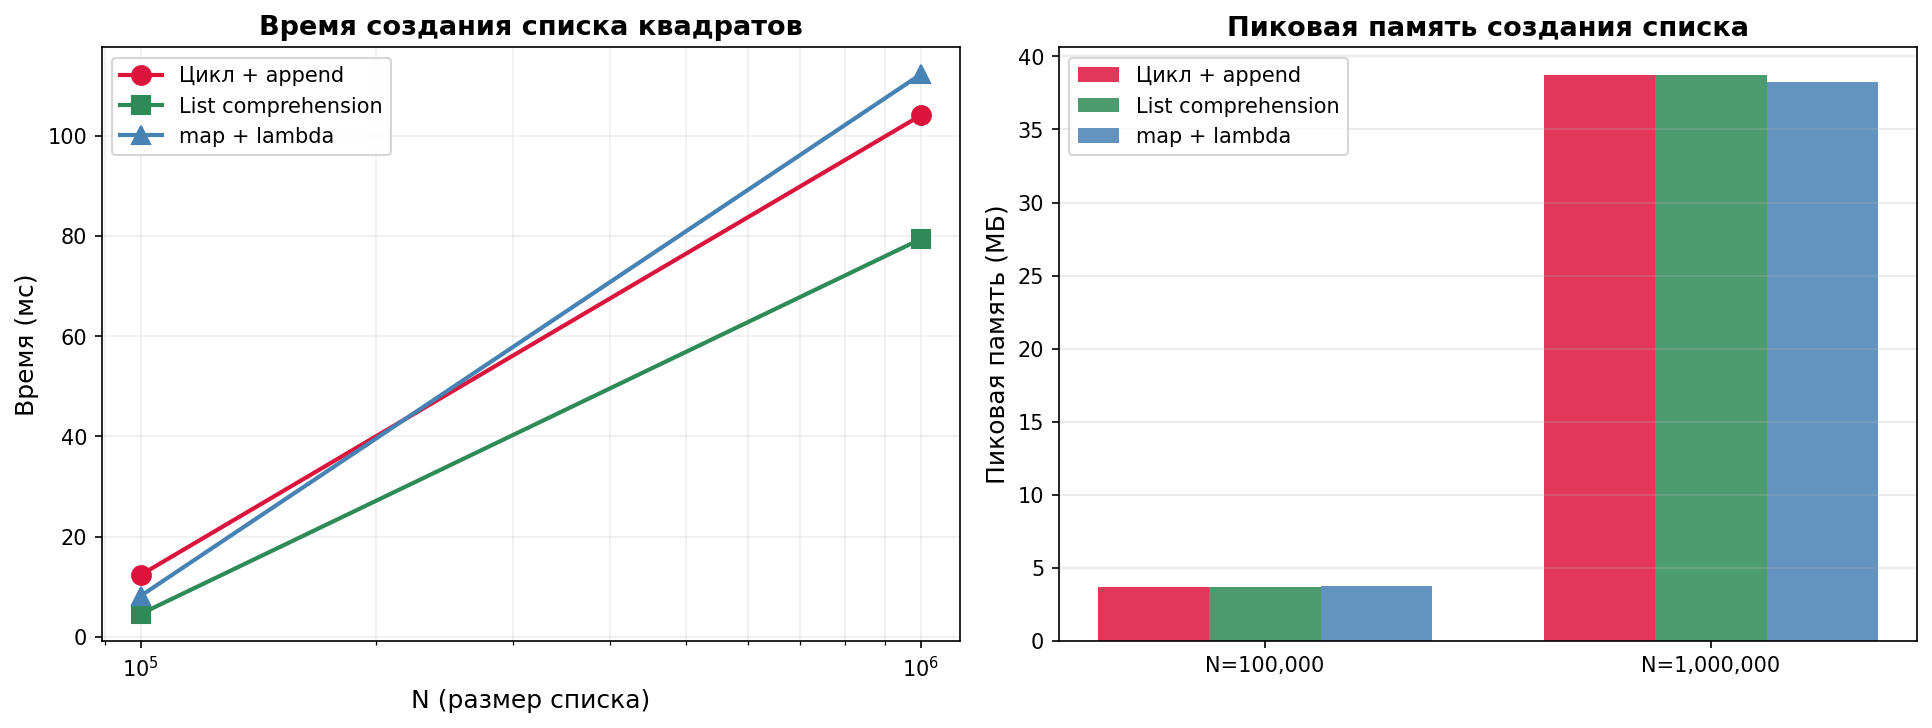 Время создания списка квадратов
Цикл + append
List comprehension
map + lambda
100
80
60
40
20
0
Время (мс)
10⁵
10⁶
N (размер списка)
Пиковая память создания списка
Цикл + append
List comprehension
map + lambda
40
35
30
25
20
15
10
5
0
Пиковая память (МБ)
N=100,000
N=1,000,000